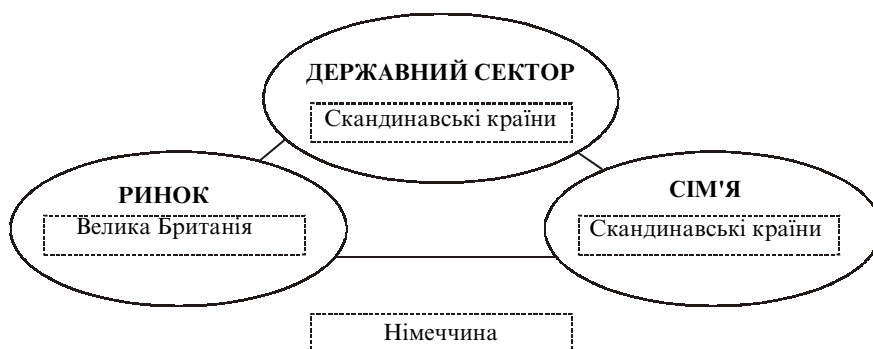 ДЕРЖАВНИЙ СЕКТОР
Скандинавські країни
РИНОК
Велика Британія
СІМ'Я
Скандинавські країни
Німеччина